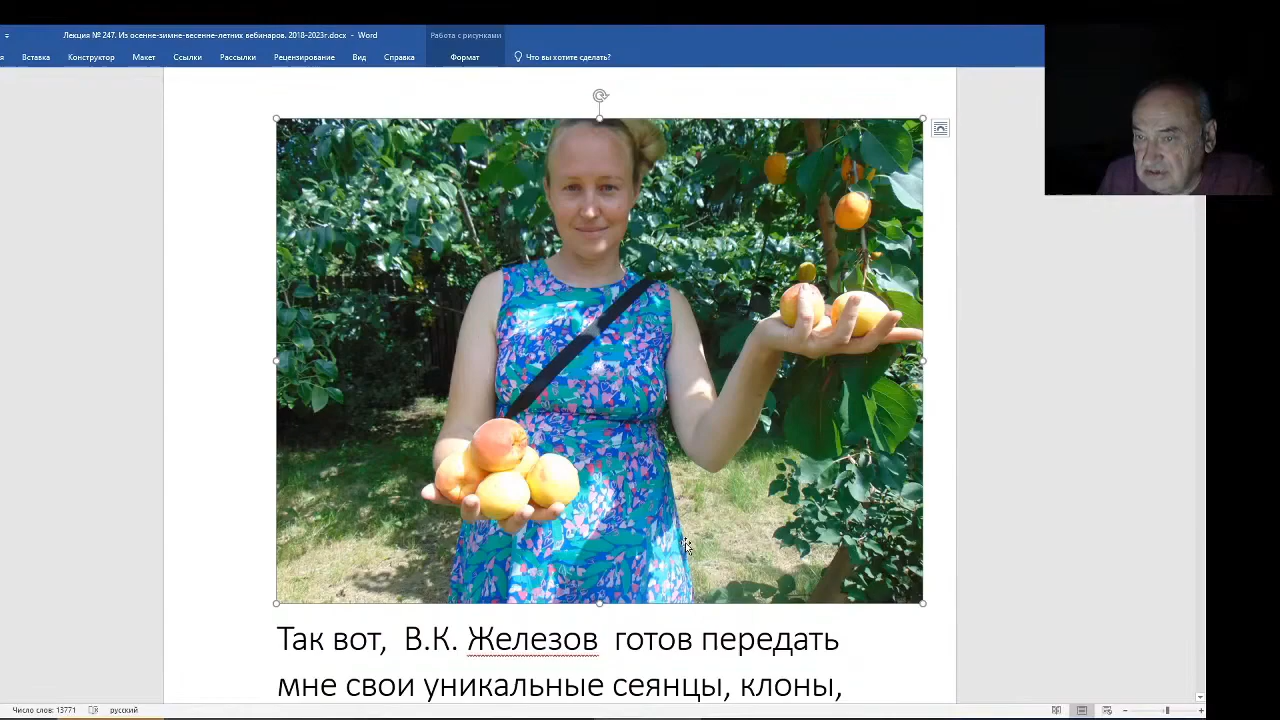 Лекция № 247. Из осенне-зимне-весенне-летних вебинаров. 2018-2023г.docx - Word
Работа с рисунками
я Вставка Конструктор Макет Ссылки Рассылки Рецензирование Вид Справка Формат Что вы хотите сделать?
Так вот, В.К. Железов готов передать
мне свои уникальные сеянцы, клоны,
Число слов: 13771 русский